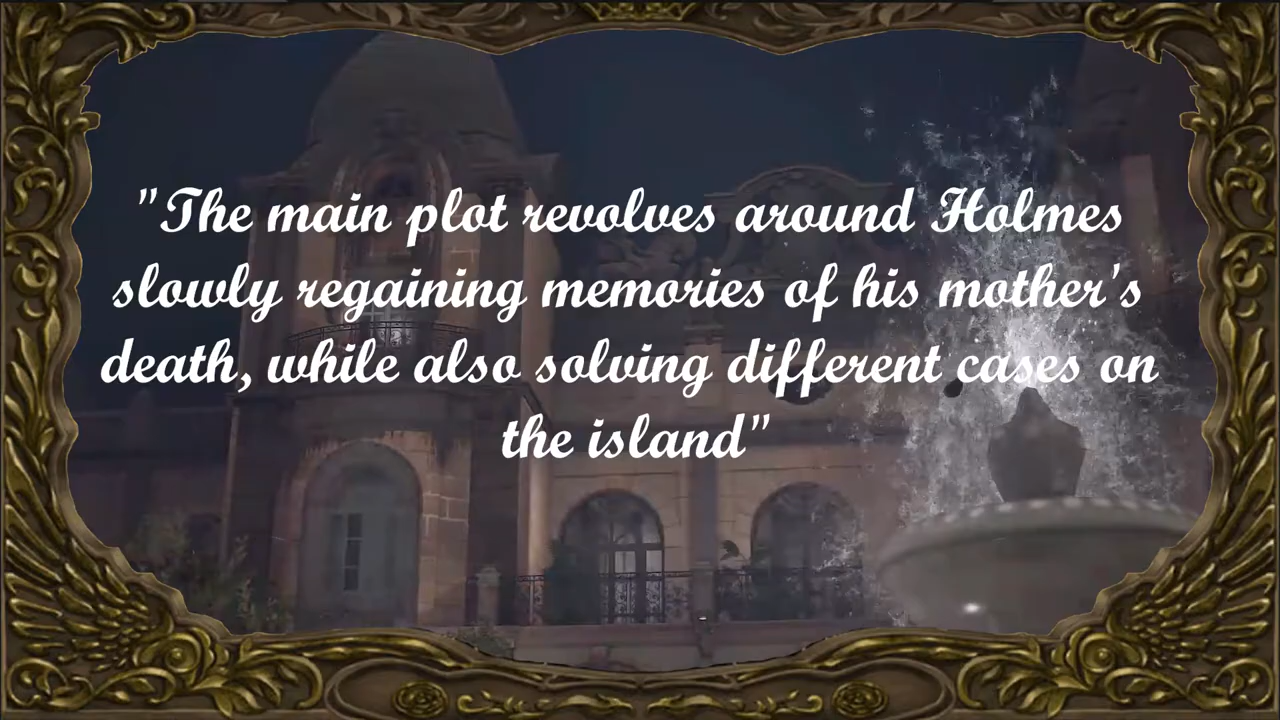 "The main plot revolves around Holmes
slowly regaining memories of his mother's
death, while also solving different cases on
the island"